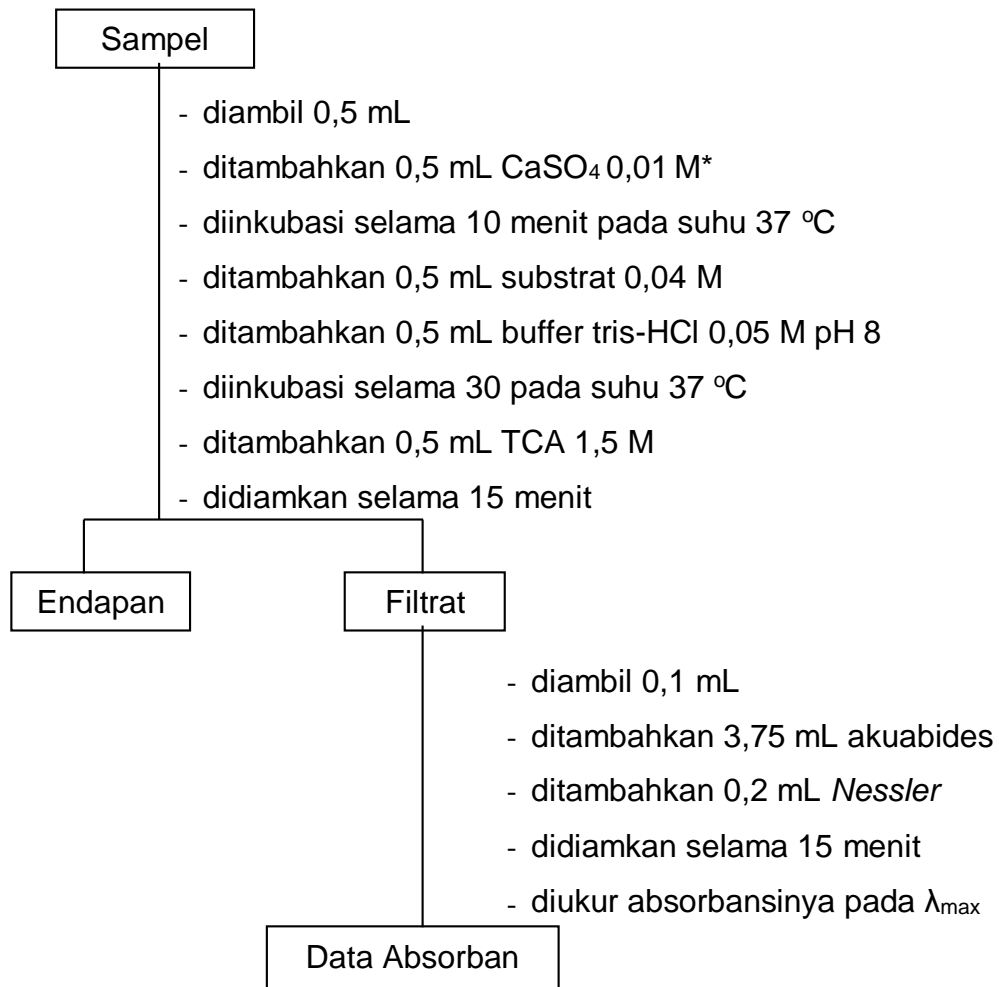 Sampel
- diambil 0,5 mL
- ditambahkan 0,5 mL CaSO₄ 0,01 M*
- diinkubasi selama 10 menit pada suhu 37 ºC
- ditambahkan 0,5 mL substrat 0,04 M
- ditambahkan 0,5 mL buffer tris-HCl 0,05 M pH 8
- diinkubasi selama 30 pada suhu 37 ºC
- ditambahkan 0,5 mL TCA 1,5 M
- didiamkan selama 15 menit
Endapan
Filtrat
- diambil 0,1 mL
- ditambahkan 3,75 mL akuabides
- ditambahkan 0,2 mL Nessler
- didiamkan selama 15 menit
- diukur absorbansinya pada λmax
Data Absorban